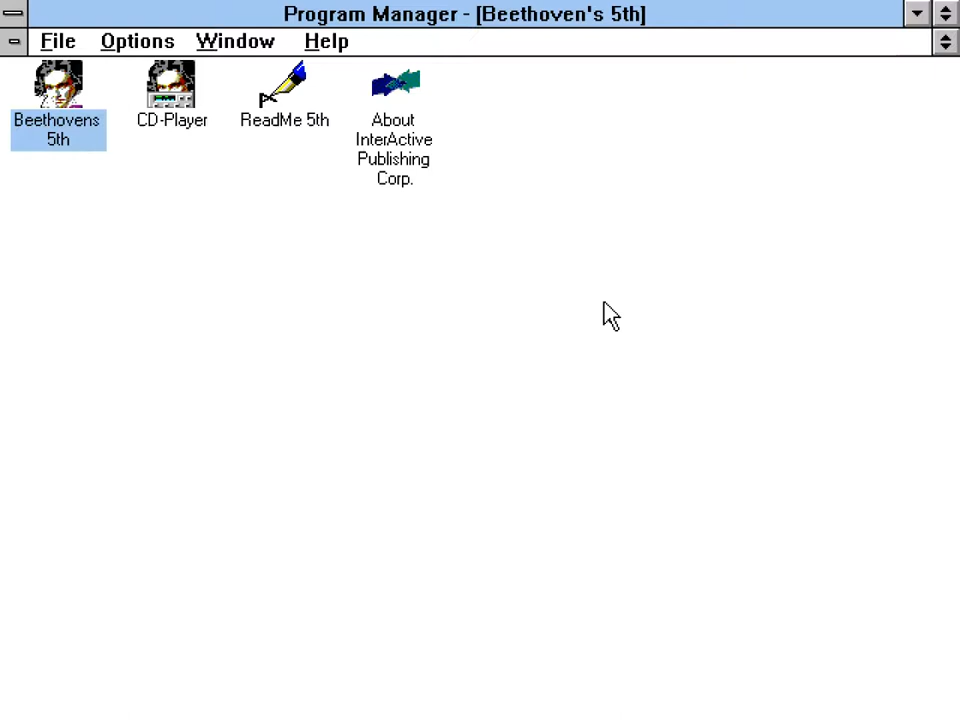 Program Manager - [Beethoven's 5th]
File Options Window Help
Beethovens
5th
CD-Player
ReadMe 5th
About
InterActive
Publishing
Corp.